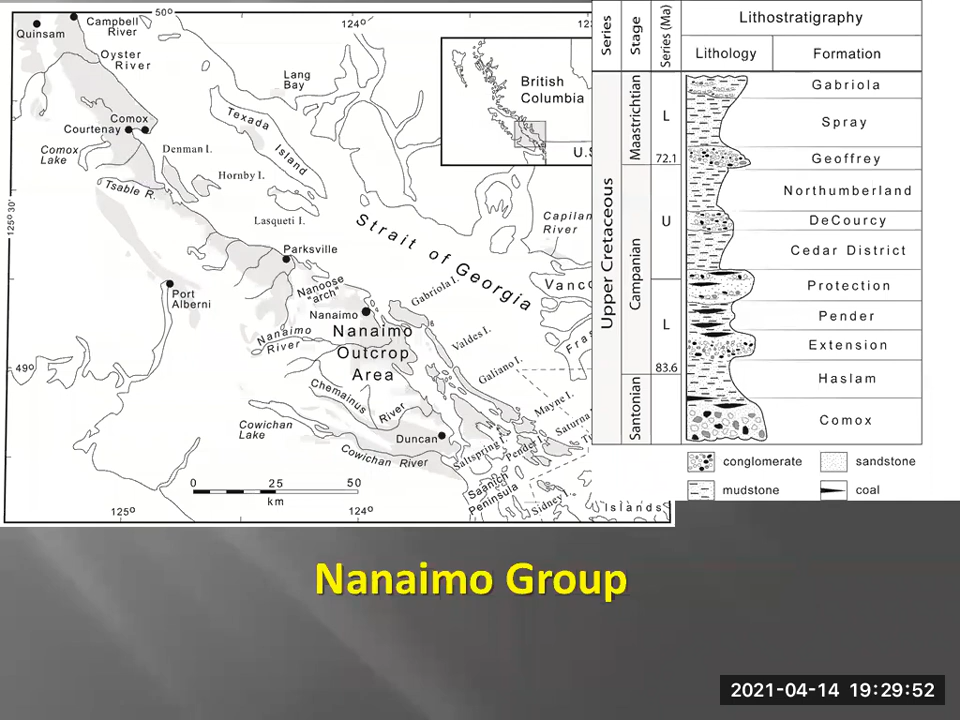 50°
124°
Quinsam
Campbell
River
Oyster
River
Lang
Bay
British
Columbia
Comox
Courtenay
Texada
Island
Comox
Lake
Denman I.
Hornby I.
Tsable R.
Lasqueti I.
125° 30'
Strait of Georgia
Parksville
Nanoose
"arch"
Port
Alberni
Gabriola I.
Nanaimo
Nanaimo
River
Nanaimo
Outcrop
Area
Valdes I.
Galiano I.
49°
Chemainus
River
Mayne I.
Cowichan
Lake
Duncan
Cowichan River
Saltspring I.
Pender I.
Saturna
Saanich
Peninsula
Sidney I.
Islands
0 25 50
km
125°
124°
Series
Stage
Series (Ma)
Lithostratigraphy
Lithology
Formation
Upper Cretaceous
Maastrichtian
Campanian
Santonian
L
72.1
U
L
83.6
Gabriola
Spray
Geoffrey
Northumberland
DeCourcy
Cedar District
Protection
Pender
Extension
Haslam
Comox
conglomerate
sandstone
mudstone
coal
Nanaimo Group
2021-04-14 19:29:52